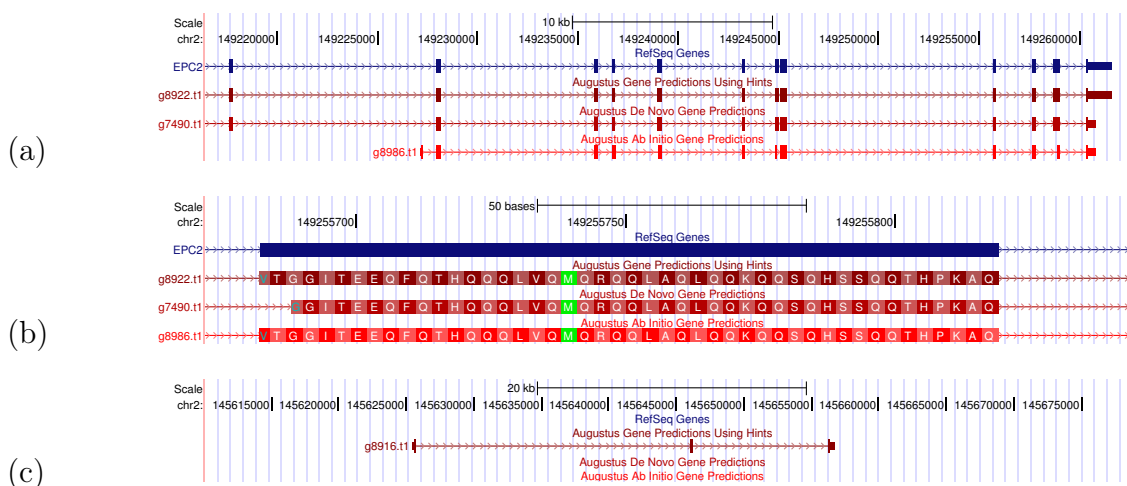 Scale 10 kb
chr2: 149220000 149225000 149230000 149235000 149240000 149245000 149250000 149255000 149260000
RefSeq Genes
EPC2
Augustus Gene Predictions Using Hints
g8922.t1
Augustus De Novo Gene Predictions
g7490.t1
Augustus Ab Initio Gene Predictions
(a) g8986.t1
Scale 50 bases
chr2: 149255700 149255750 149255800
RefSeq Genes
EPC2
Augustus Gene Predictions Using Hints
g8922.t1 V T G G I T E E Q F Q T H Q Q Q L V Q M Q R Q Q L A Q L Q Q K Q Q S Q H S S Q Q T H P K A Q
Augustus De Novo Gene Predictions
g7490.t1 G I T E E Q F Q T H Q Q Q L V Q M Q R Q Q L A Q L Q Q K Q Q S Q H S S Q Q T H P K A Q
Augustus Ab Initio Gene Predictions
(b) g8986.t1 V T G G I T E E Q F Q T H Q Q Q L V Q M Q R Q Q L A Q L Q Q K Q Q S Q H S S Q Q T H P K A Q
Scale 20 kb
chr2: 145615000 145620000 145625000 145630000 145635000 145640000 145645000 145650000 145655000 145660000 145665000 145670000 145675000
RefSeq Genes
Augustus Gene Predictions Using Hints
g8916.t1
Augustus De Novo Gene Predictions
(c) Augustus Ab Initio Gene Predictions